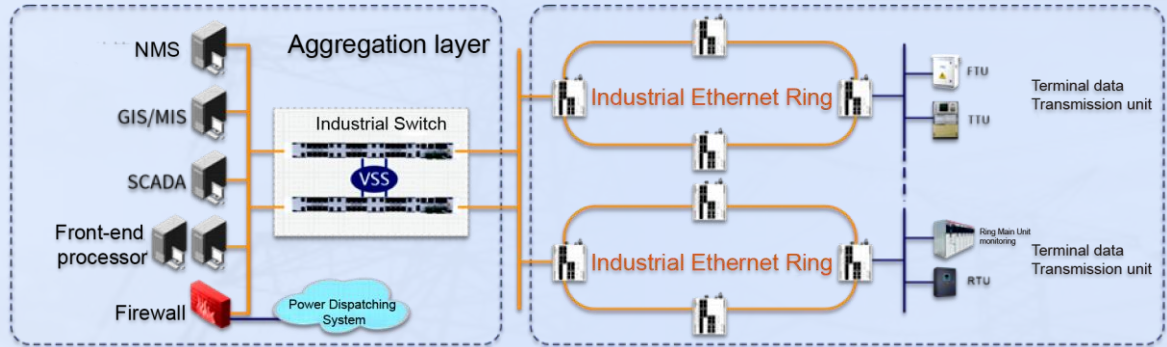 NMS
Aggregation layer
GIS/MIS
Industrial Switch
VSS
SCADA
Front-end
processor
Firewall
Power Dispatching
System
Industrial Ethernet Ring
FTU
TTU
Terminal data
Transmission unit
Industrial Ethernet Ring
Ring Main Unit
monitoring
RTU
Terminal data
Transmission unit